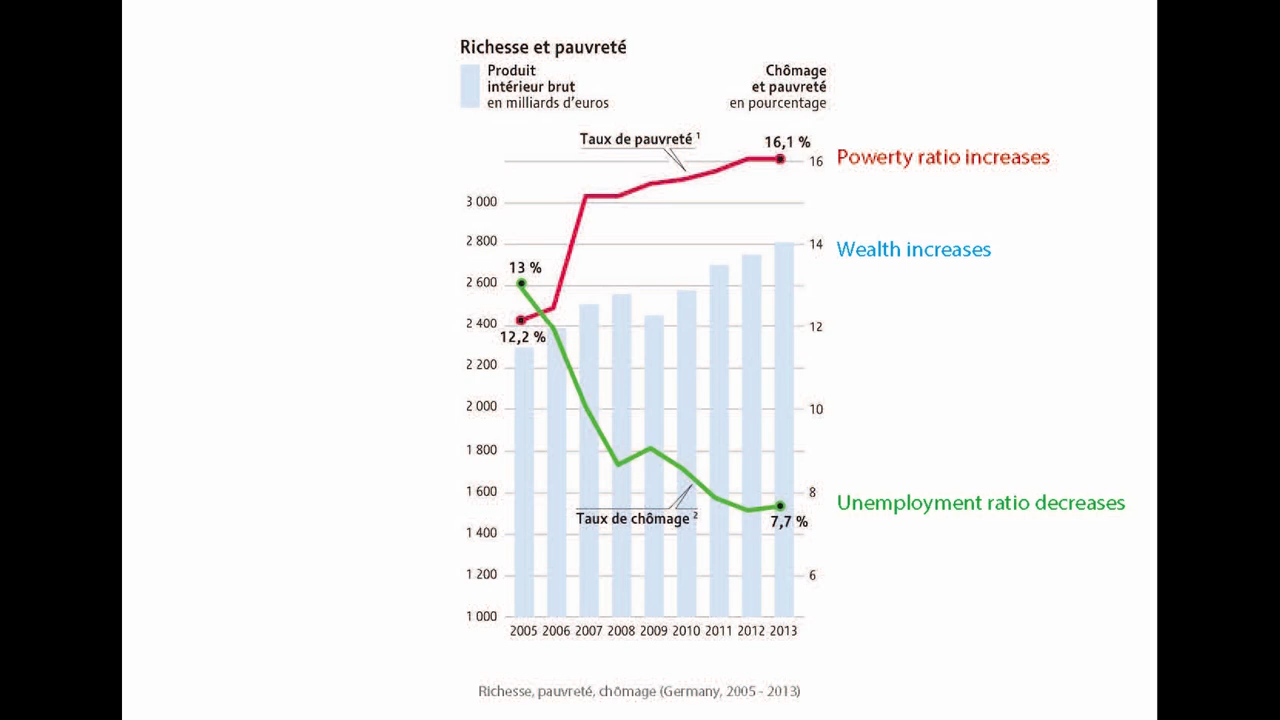 Richesse et pauvreté
Produit
intérieur brut
en milliards d'euros
Chômage
et pauvreté
en pourcentage
Taux de pauvreté 1
16,1 %
16
Powerty ratio increases
3 000
2 800
14
Wealth increases
13 %
2 600
2 400
12
12,2 %
2 200
2 000
10
1 800
1 600
8
Unemployment ratio decreases
Taux de chômage 2
7,7 %
1 400
1 200
6
1 000
2005 2006 2007 2008 2009 2010 2011 2012 2013
Richesse, pauvreté, chômage (Germany, 2005 - 2013)